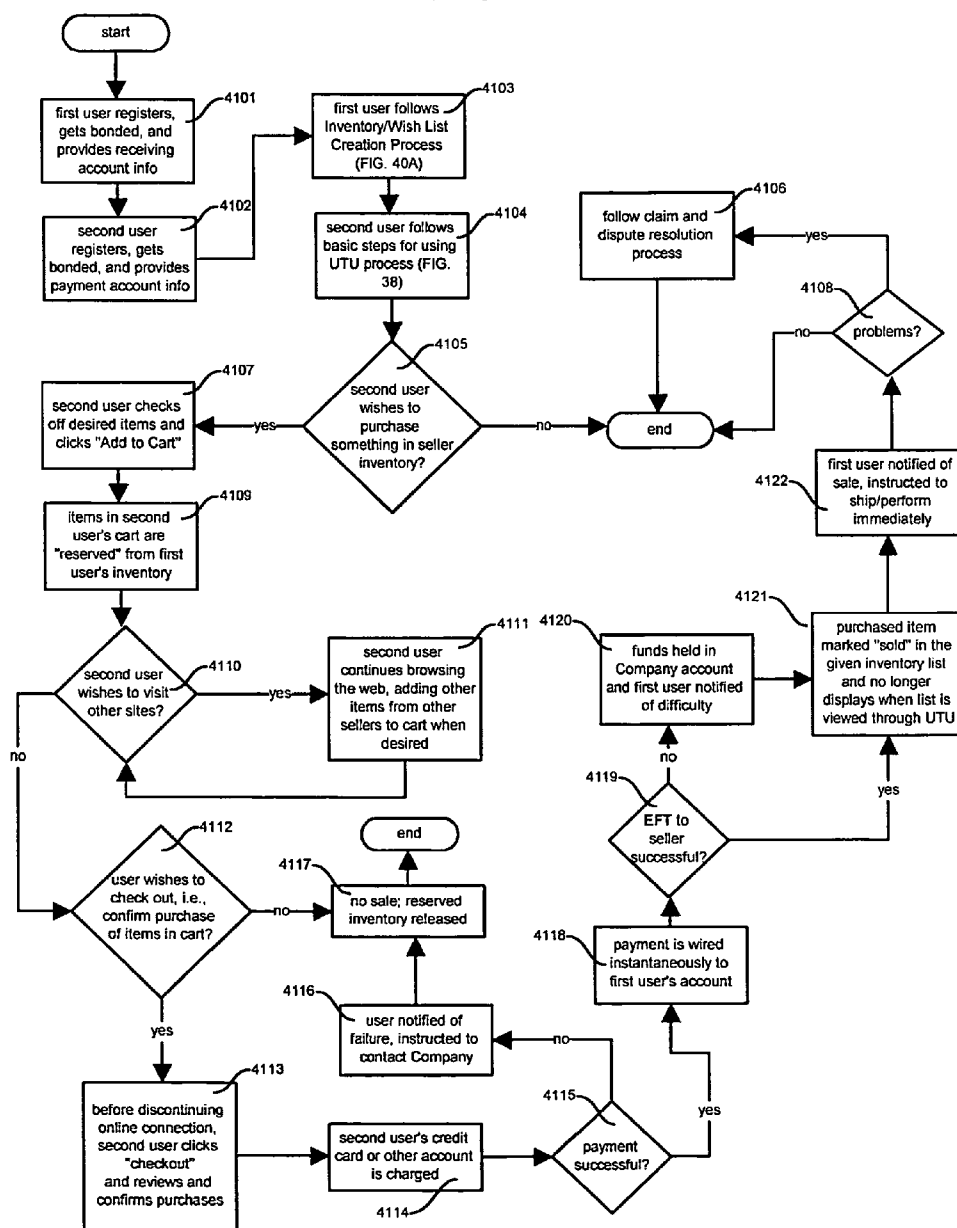 start
4101
first user registers,
gets bonded, and
provides receiving
account info
4102
second user
registers, gets
bonded, and provides
payment account info
4103
first user follows
Inventory/Wish List
Creation Process
(FIG. 40A)
4104
second user follows
basic steps for using
UTU process (FIG.
38)
4105
second user
wishes to
purchase
something in seller
inventory?
yes
no
4106
follow claim and
dispute resolution
process
yes
4108
problems?
no
end
4107
second user checks
off desired items and
clicks "Add to Cart"
4109
items in second
user's cart are
"reserved" from first
user's inventory
4110
second user
wishes to visit
other sites?
yes
no
4111
second user
continues browsing
the web, adding other
items from other
sellers to cart when
desired
4112
user wishes to
check out, i.e.,
confirm purchase
of items in cart?
no
yes
4113
before discontinuing
online connection,
second user clicks
"checkout"
and reviews and
confirms purchases
second user's credit
card or other account
is charged
4114
4115
payment
successful?
no
yes
4116
user notified of
failure, instructed to
contact Company
4117
no sale; reserved
inventory released
end
4118
payment is wired
instantaneously to
first user's account
4119
EFT to
seller
successful?
no
yes
4120
funds held in
Company account
and first user notified
of difficulty
4121
purchased item
marked "sold" in the
given inventory list
and no longer
displays when list is
viewed through UTU
4122
first user notified of
sale, instructed to
ship/perform
immediately